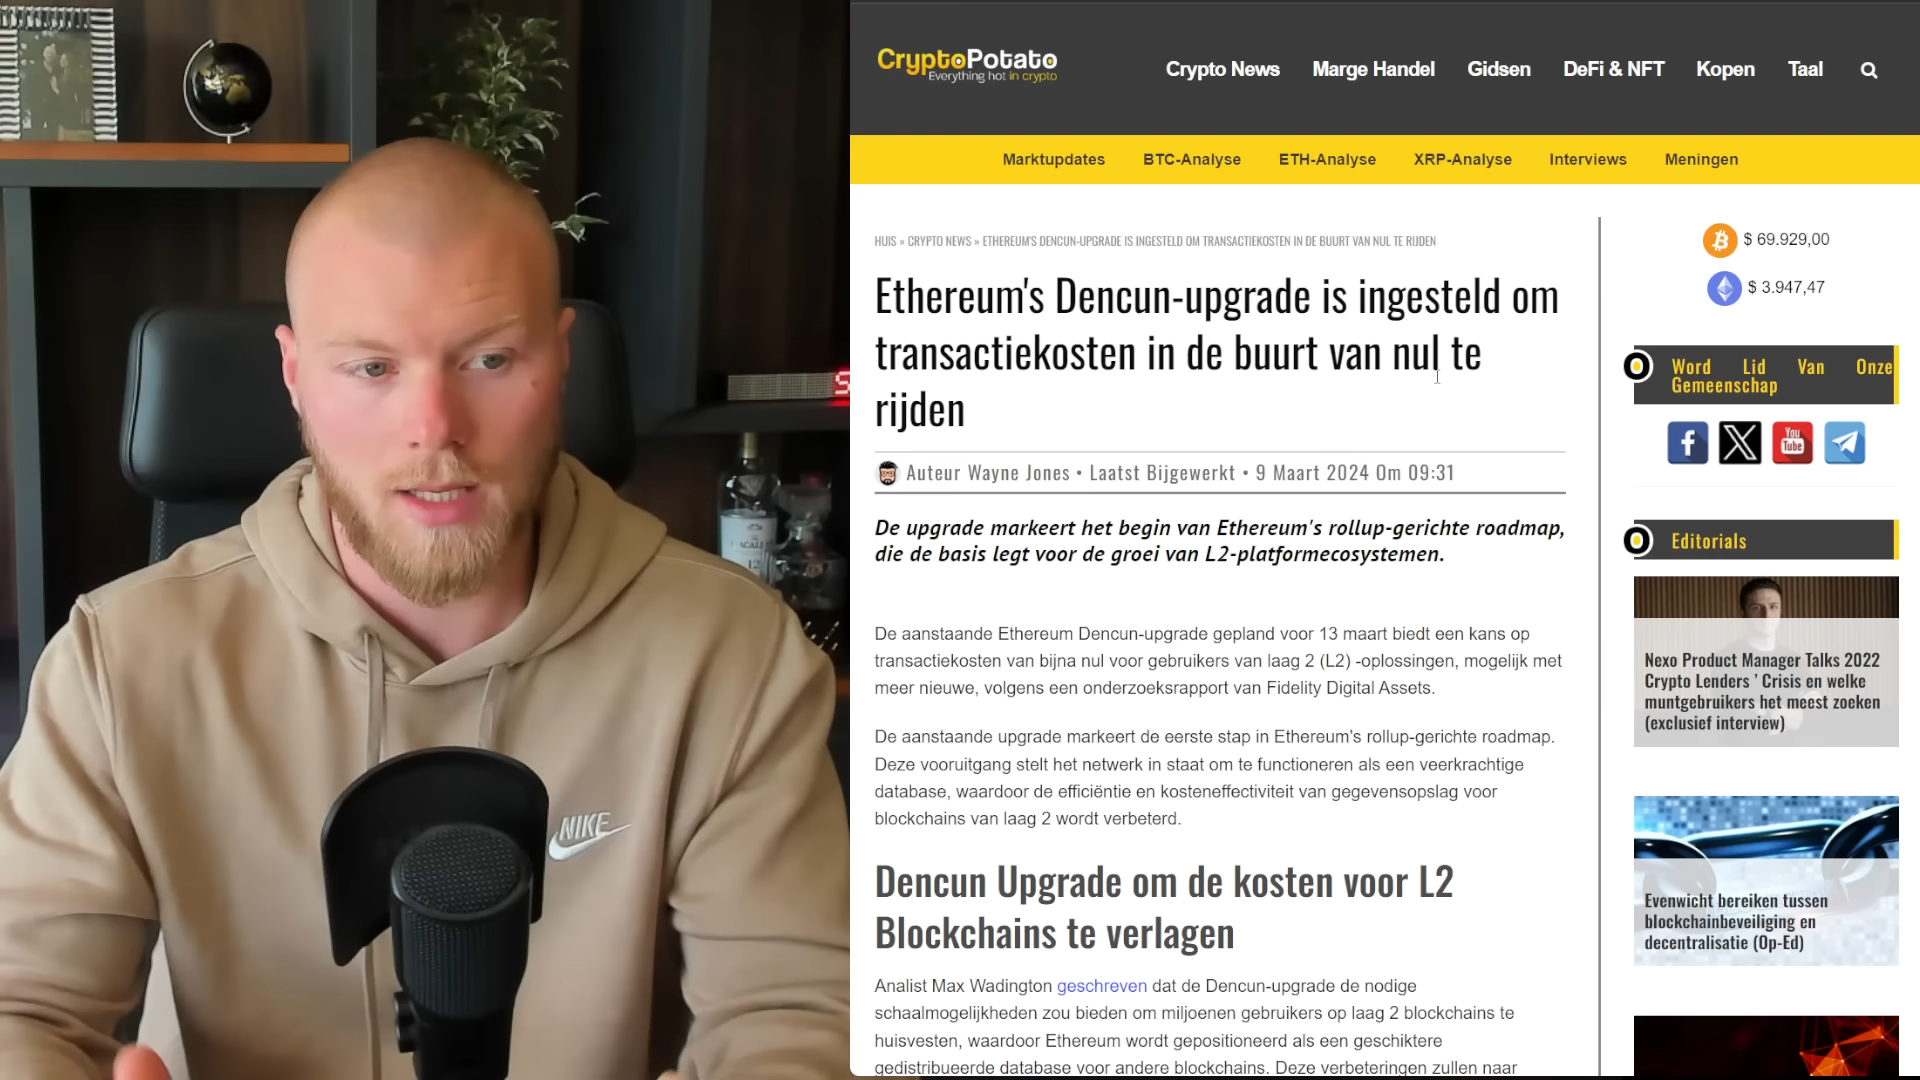 CryptoPotato
Everything hot in crypto
Crypto News Marge Handel Gidsen DeFi & NFT Kopen Taal
Marktupdates BTC-Analyse ETH-Analyse XRP-Analyse Interviews Meningen
HUIS » CRYPTO NEWS » ETHEREUM'S DENCUN-UPGRADE IS INGESTELD OM TRANSACTIEKOSTEN IN DE BUURT VAN NUL TE RIJDEN
Ethereum's Dencun-upgrade is ingesteld om
transactiekosten in de buurt van nul te
rijden
Auteur Wayne Jones • Laatst Bijgewerkt • 9 Maart 2024 Om 09:31
De upgrade markeert het begin van Ethereum's rollup-gerichte roadmap,
die de basis legt voor de groei van L2-platformecosystemen.
De aanstaande Ethereum Dencun-upgrade gepland voor 13 maart biedt een kans op
transactiekosten van bijna nul voor gebruikers van laag 2 (L2) -oplossingen, mogelijk met
meer nieuwe, volgens een onderzoeksrapport van Fidelity Digital Assets.
De aanstaande upgrade markeert de eerste stap in Ethereum's rollup-gerichte roadmap.
Deze vooruitgang stelt het netwerk in staat om te functioneren als een veerkrachtige
database, waardoor de efficiëntie en kosteneffectiviteit van gegevensopslag voor
blockchains van laag 2 wordt verbeterd.
Dencun Upgrade om de kosten voor L2
Blockchains te verlagen
Analist Max Wadington geschreven dat de Dencun-upgrade de nodige
schaalmogelijkheden zou bieden om miljoenen gebruikers op laag 2 blockchains te
huisvesten, waardoor Ethereum wordt gepositioneerd als een geschiktere
gedistribueerde database voor andere blockchains. Deze verbeteringen zullen naar
$ 69.929,00
$ 3.947,47
Word Lid Van Onze
Gemeenschap
You
Tube
Editorials
Nexo Product Manager Talks 2022
Crypto Lenders ' Crisis en welke
muntgebruikers het meest zoeken
(exclusief interview)
Evenwicht bereiken tussen
blockchainbeveiliging en
decentralisatie (Op-Ed)
NIKE
12